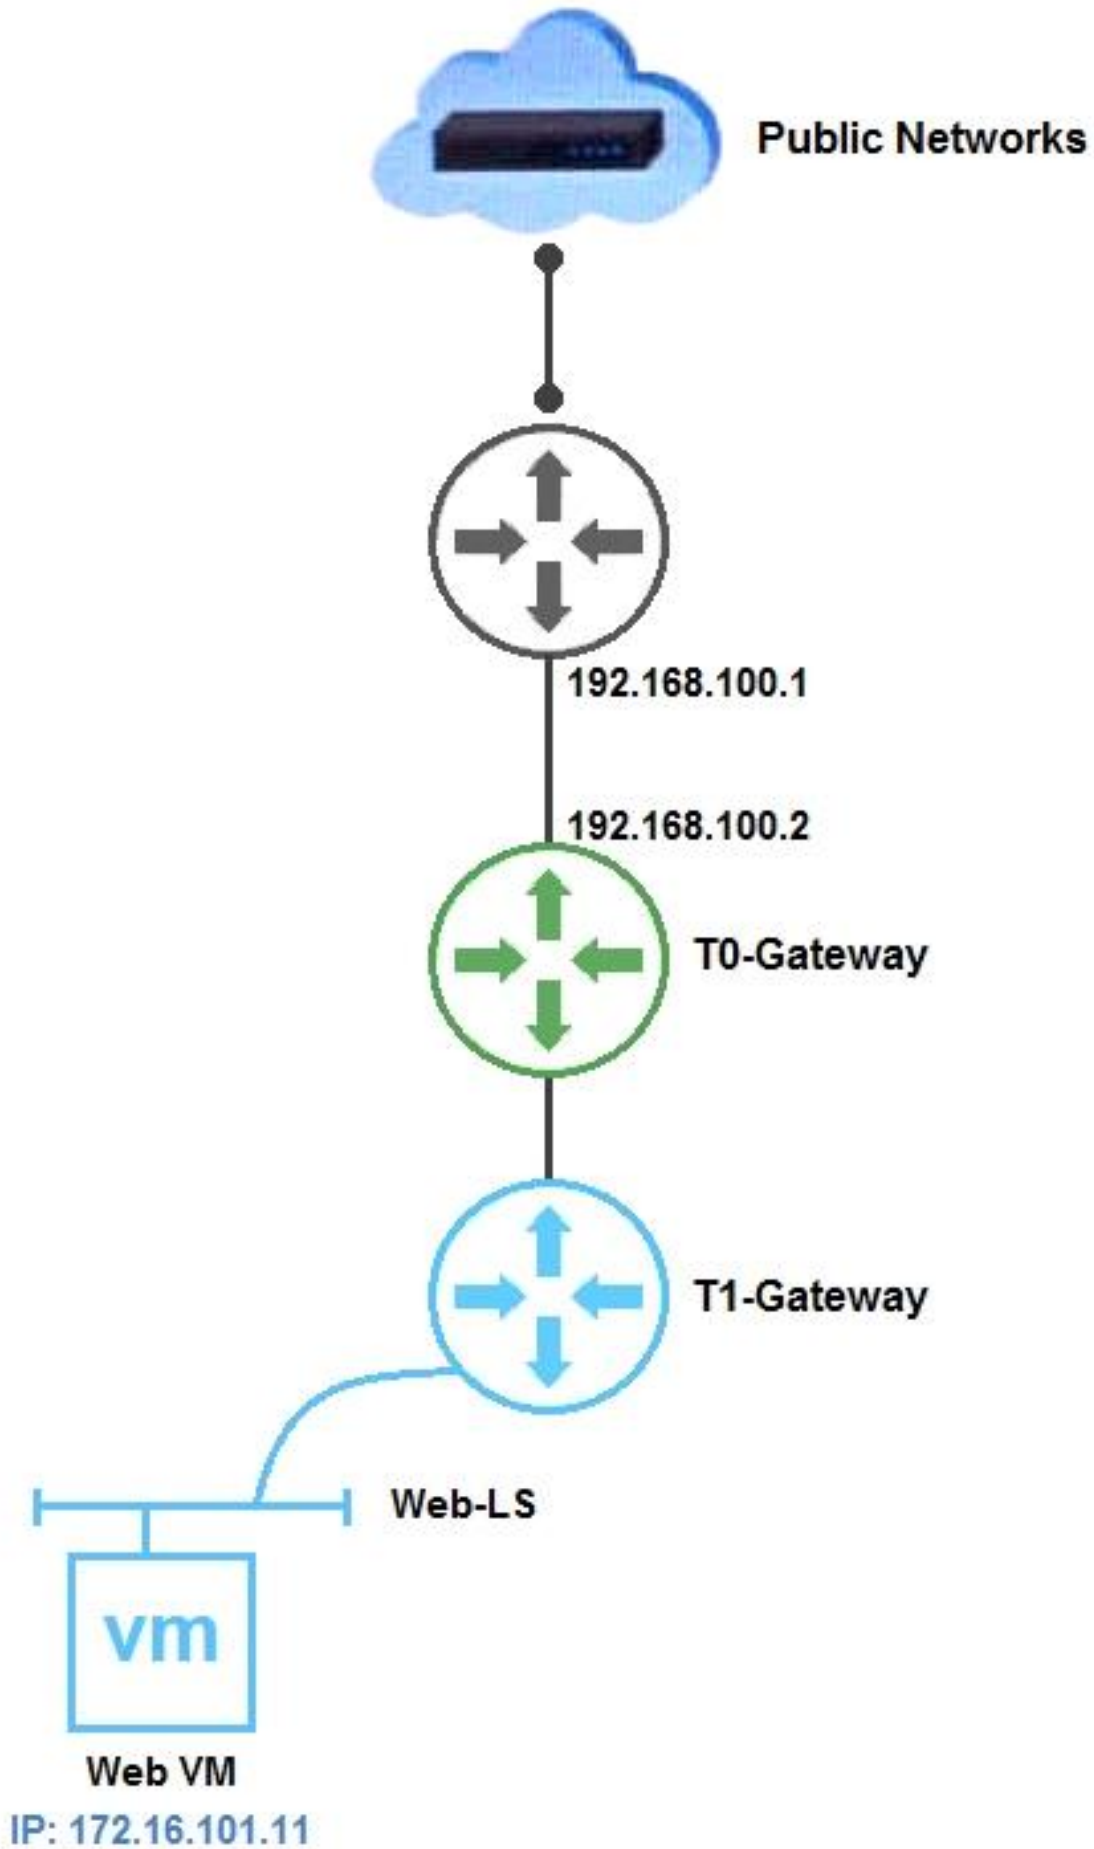 Public Networks
192.168.100.1
192.168.100.2
T0-Gateway
T1-Gateway
Web-LS
vm
Web VM
IP: 172.16.101.11